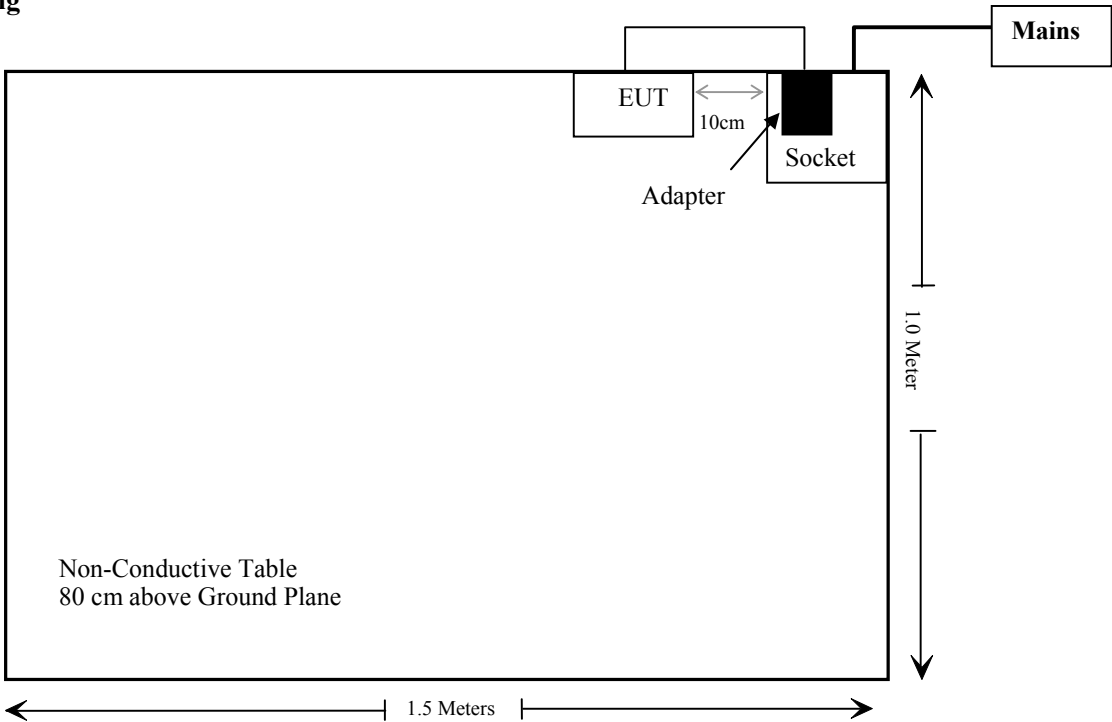 Mains
EUT
10cm
Socket
Adapter
1.0 Meter
Non-Conductive Table
80 cm above Ground Plane
1.5 Meters